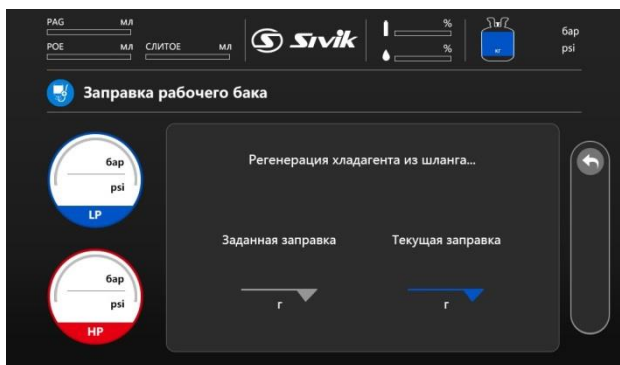 PAG мл
POE мл СЛИТОЕ мл
Sivik
%
%
кг
бар
psi
Заправка рабочего бака
бар
psi
LP
Регенерация хладагента из шланга...
Заданная заправка Текущая заправка
г г
бар
psi
HP